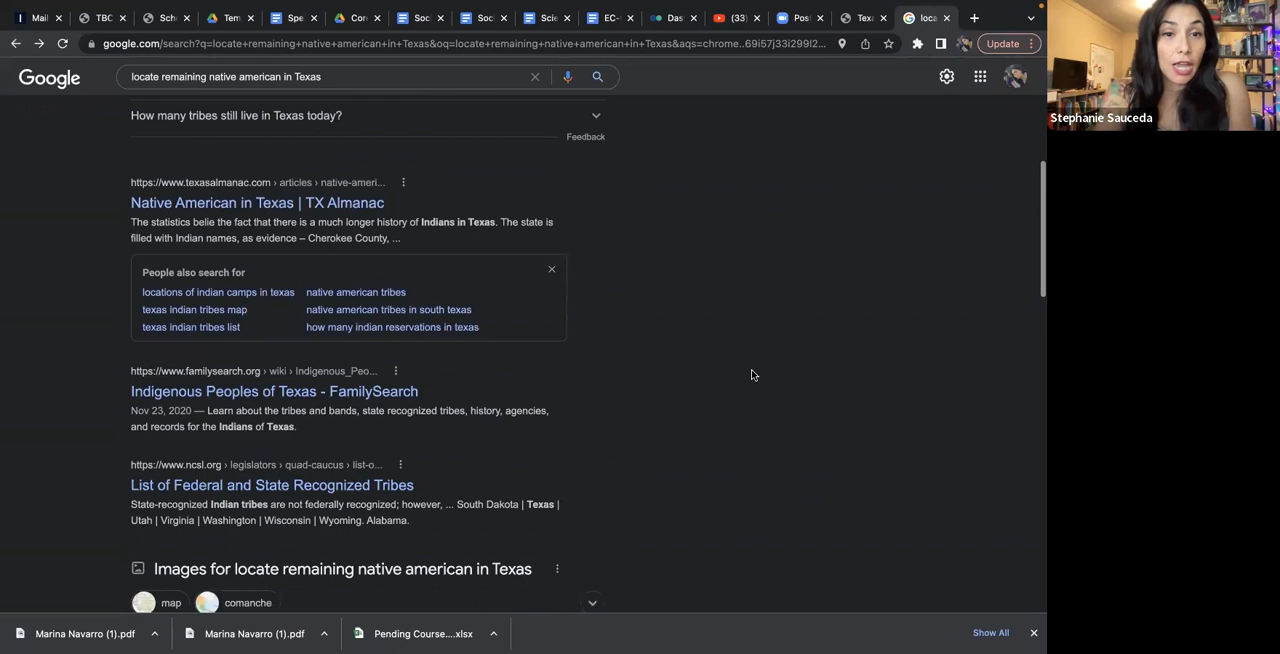 Mail
TBC
Sch
Tem
Spe
Cor
Soc
Soc
Scie
EC-
Das
(33)
Post
Texa
loca
google.com/search?q=locate+remaining+native+american+in+Texas&oq=locate+remaining+native+american+in+Texas&aqs=chrome..69i57j33i299l2...
Update
Google
locate remaining native american in Texas
How many tribes still live in Texas today?
Feedback
https://www.texasalmanac.com › articles › native-ameri...
Native American in Texas | TX Almanac
The statistics belie the fact that there is a much longer history of Indians in Texas. The state is
filled with Indian names, as evidence – Cherokee County, ...
People also search for
locations of indian camps in texas native american tribes
texas indian tribes map native american tribes in south texas
texas indian tribes list how many indian reservations in texas
https://www.familysearch.org › wiki › Indigenous_Peo...
Indigenous Peoples of Texas - FamilySearch
Nov 23, 2020 — Learn about the tribes and bands, state recognized tribes, history, agencies,
and records for the Indians of Texas.
https://www.ncsl.org › legislators › quad-caucus › list-o...
List of Federal and State Recognized Tribes
State-recognized Indian tribes are not federally recognized; however, ... South Dakota | Texas |
Utah | Virginia | Washington | Wisconsin | Wyoming. Alabama.
Images for locate remaining native american in Texas
map comanche
Marina Navarro (1).pdf
Marina Navarro (1).pdf
Pending Course....xlsx
Show All
Stephanie Sauceda